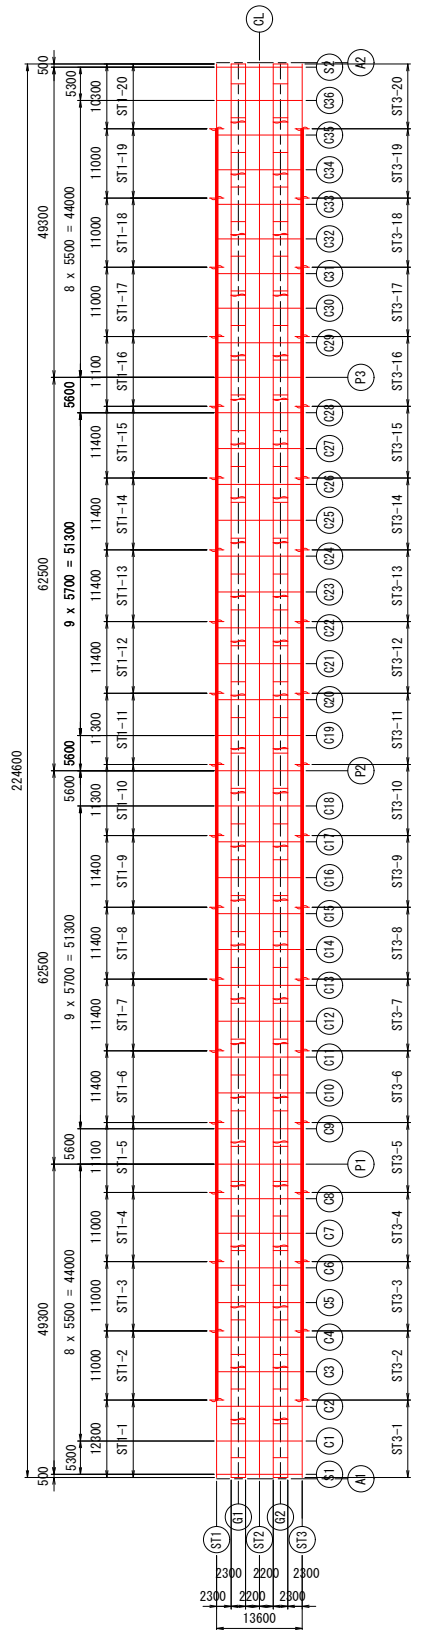 224600
500 49300 62500 62500 49300 500
5300 8 x 5500 = 44000 5600 9 x 5700 = 51300 5600 5600 9 x 5700 = 51300 5600 8 x 5500 = 44000 5300
12300 11000 11000 11000 11100 11400 11400 11400 11400 11300 11300 11400 11400 11400 11400 11100 11000 11000 11000 10300
ST1-1 ST1-2 ST1-3 ST1-4 ST1-5 ST1-6 ST1-7 ST1-8 ST1-9 ST1-10 ST1-11 ST1-12 ST1-13 ST1-14 ST1-15 ST1-16 ST1-17 ST1-18 ST1-19 ST1-20
CL
S1 C1 C2 C3 C4 C5 C6 C7 C8 C9 C10 C11 C12 C13 C14 C15 C16 C17 C18 C19 C20 C21 C22 C23 C24 C25 C26 C27 C28 C29 C30 C31 C32 C33 C34 C35 C36 S2
A1 P1 P2 P3 A2
ST3-1 ST3-2 ST3-3 ST3-4 ST3-5 ST3-6 ST3-7 ST3-8 ST3-9 ST3-10 ST3-11 ST3-12 ST3-13 ST3-14 ST3-15 ST3-16 ST3-17 ST3-18 ST3-19 ST3-20
ST1 G1 ST2 G2 ST3
2300 2200 2300
2300 2200 2300
13600